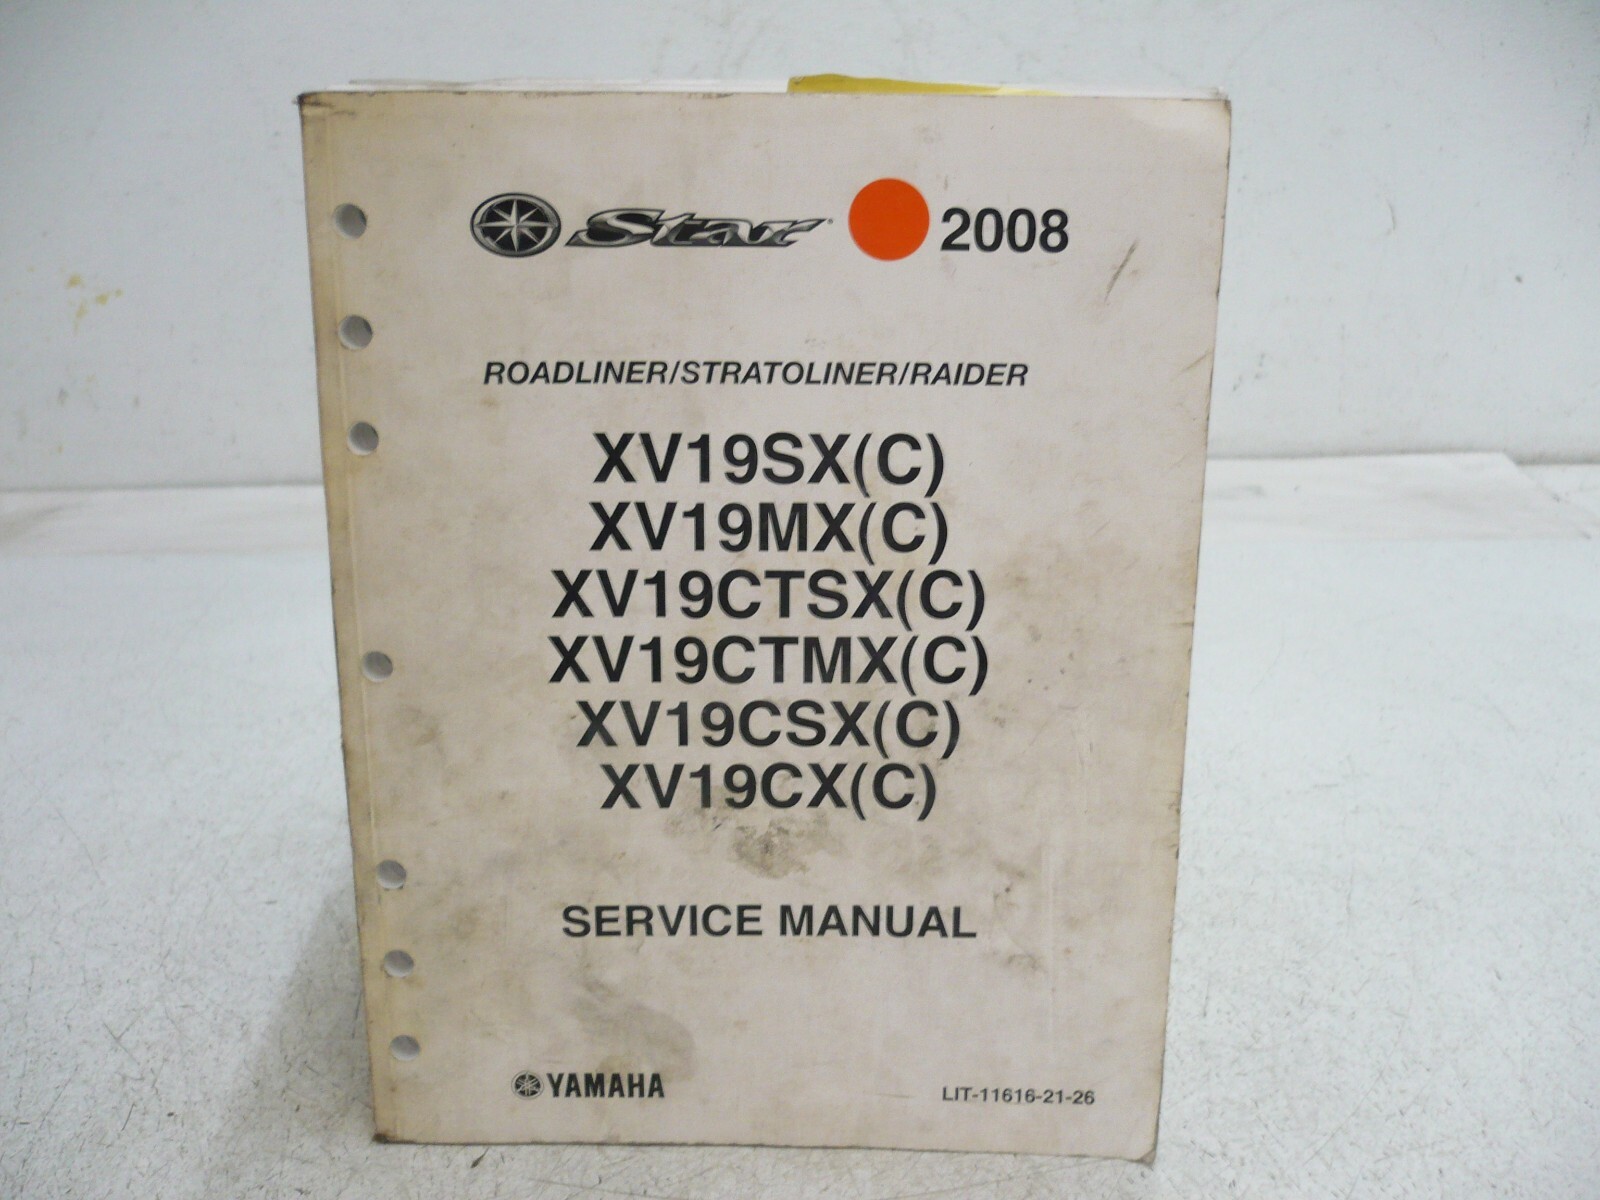 Star 2008
ROADLINER/STRATOLINER/RAIDER
XV19SX(C)
XV19MX(C)
XV19CTSX(C)
XV19CTMX(C)
XV19CSX(C)
XV19CX(C)
SERVICE MANUAL
YAMAHA LIT-11616-21-26